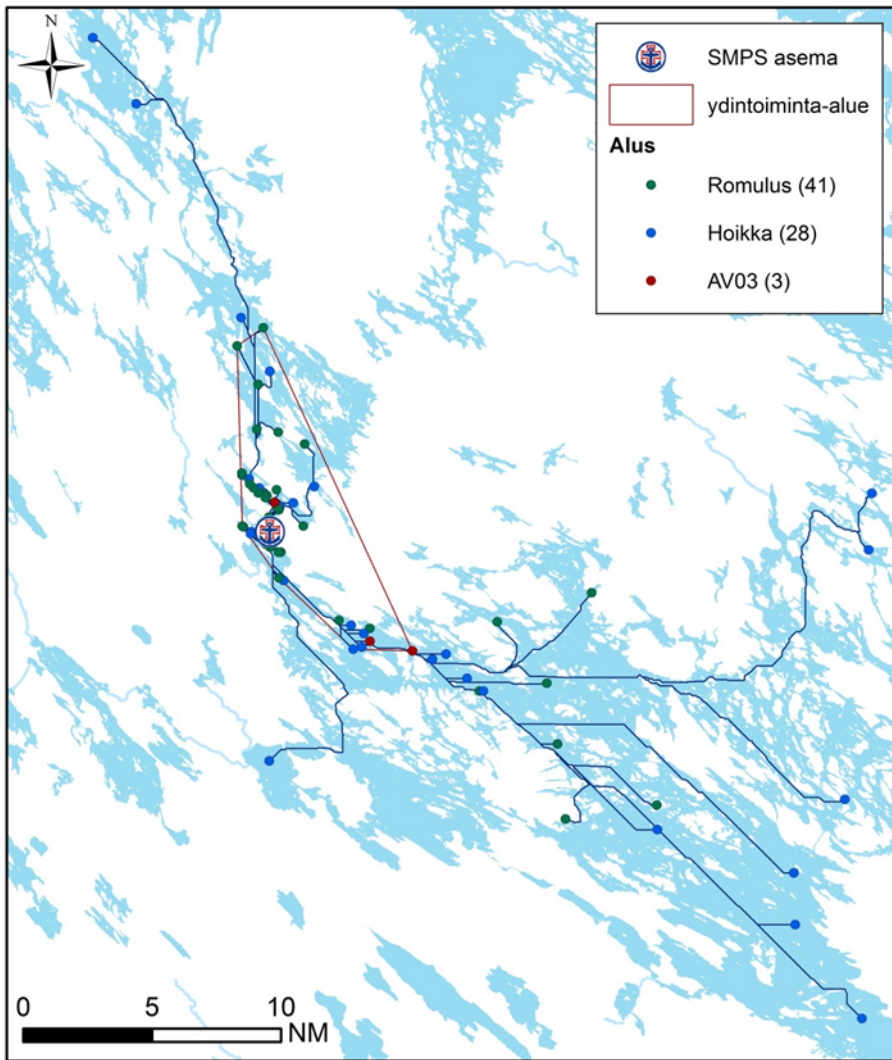 N
SMPS asema
ydintoiminta-alue
Alus
Romulus (41)
Hoikka (28)
AV03 (3)
0 5 10
NM